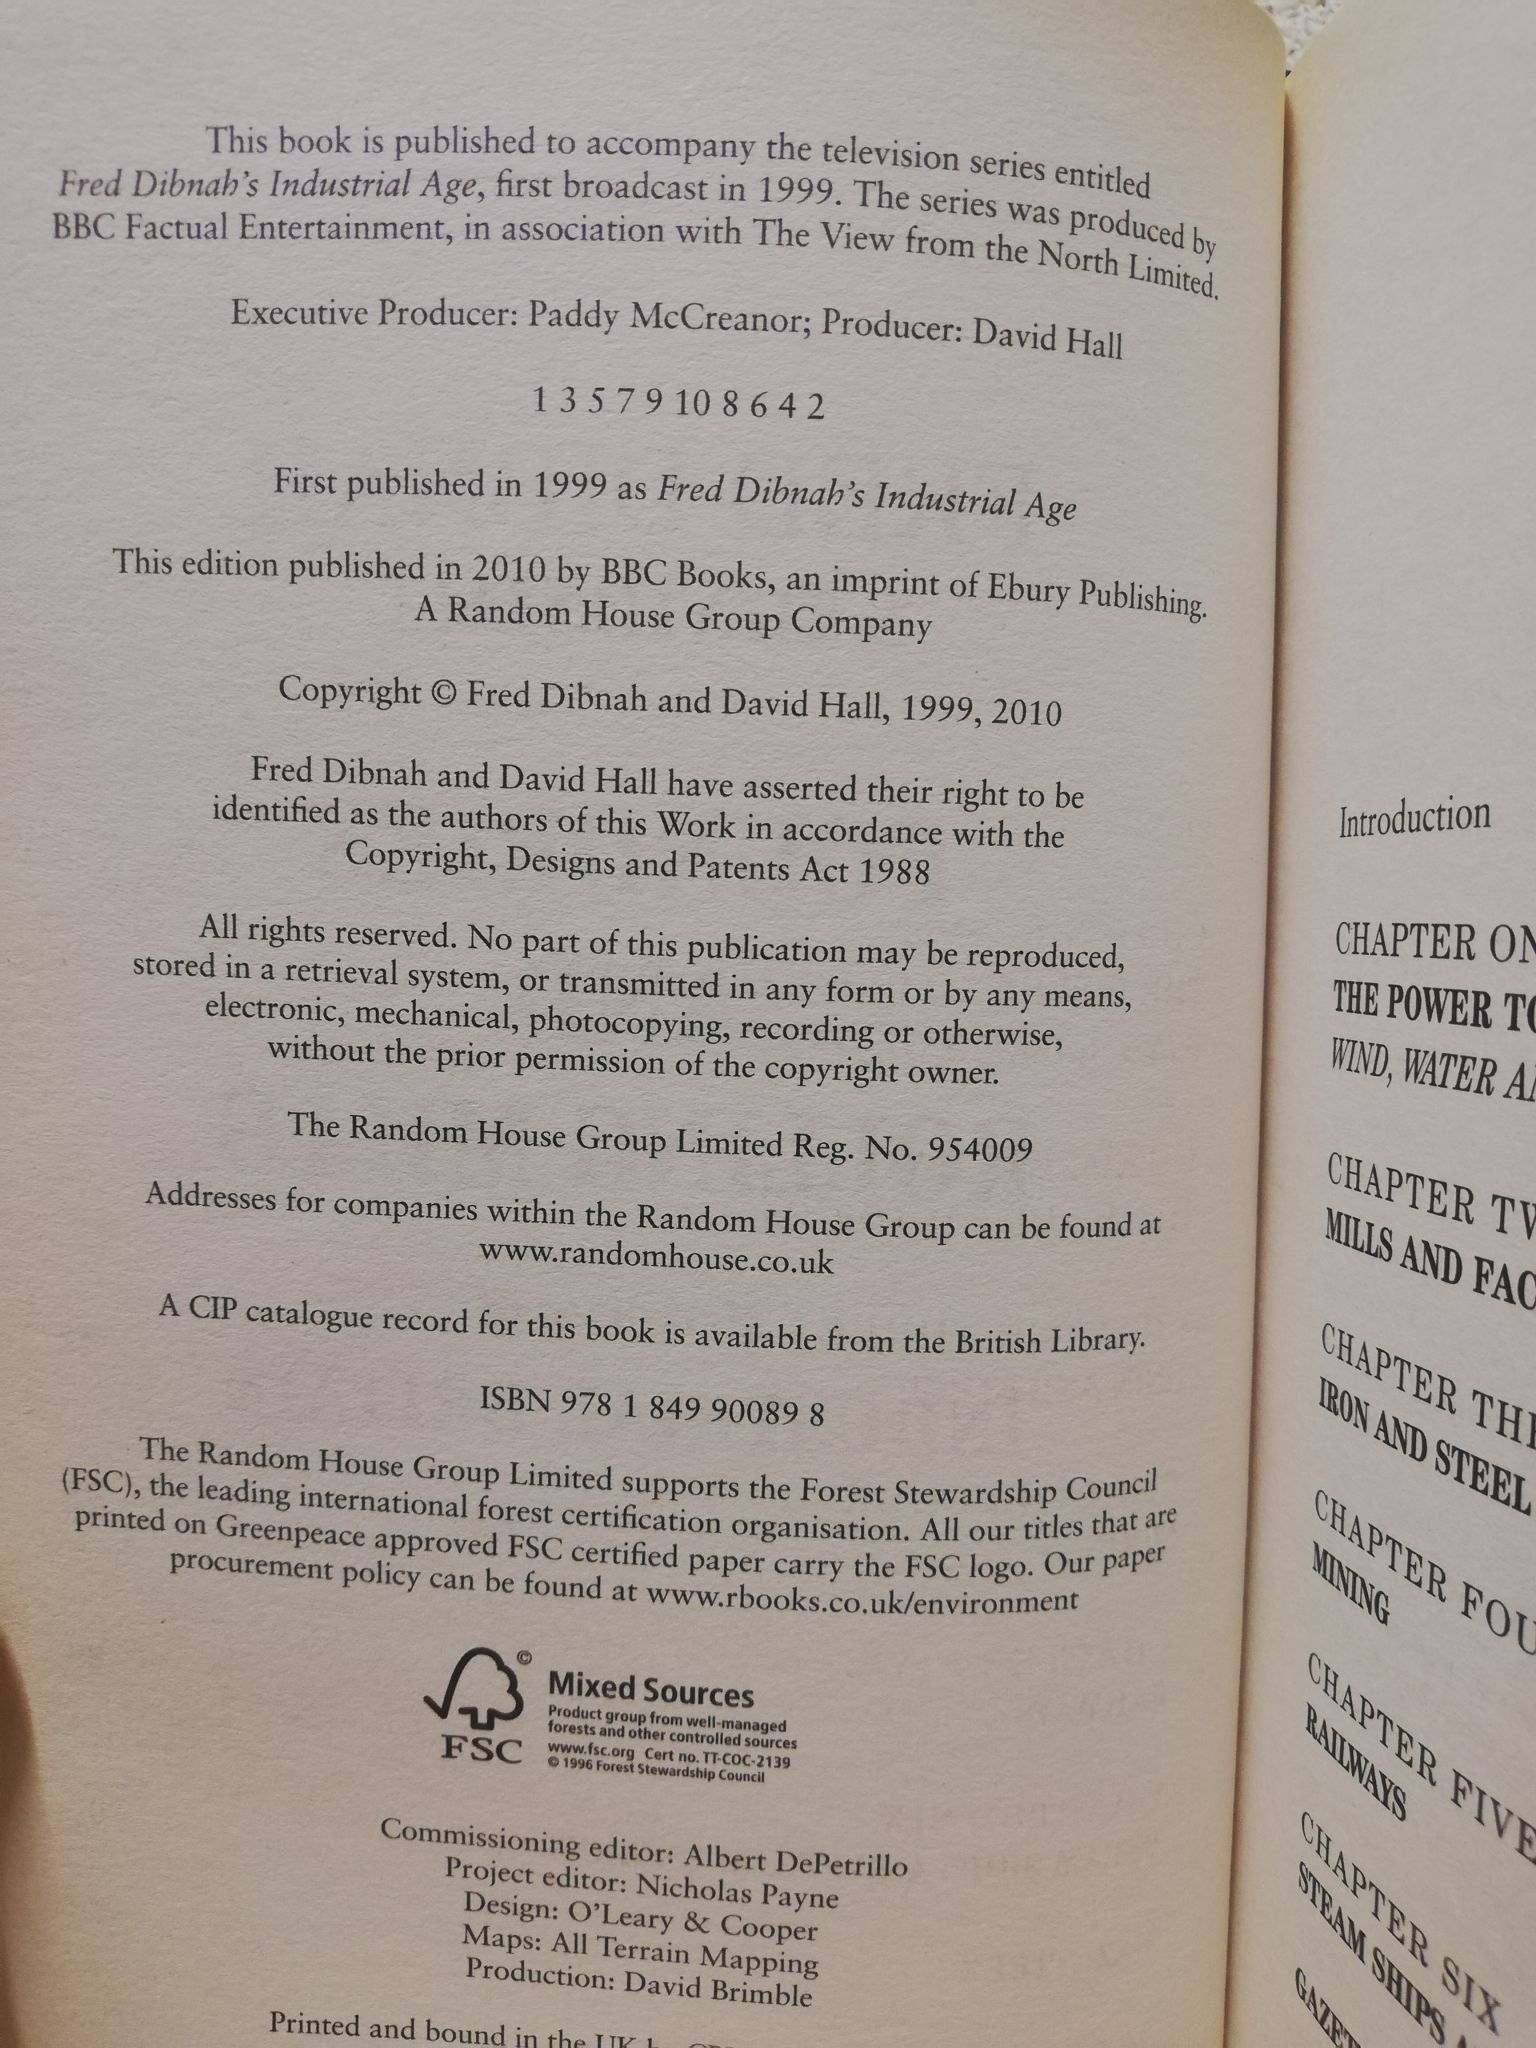 This book is published to accompany the television series entitled
Fred Dibnah's Industrial Age, first broadcast in 1999. The series was produced by
BBC Factual Entertainment, in association with The View from the North Limited.
Executive Producer: Paddy McCreanor; Producer: David Hall
1 3 5 7 9 10 8 6 4 2
First published in 1999 as Fred Dibnah's Industrial Age
This edition published in 2010 by BBC Books, an imprint of Ebury Publishing.
A Random House Group Company
Copyright © Fred Dibnah and David Hall, 1999, 2010
Fred Dibnah and David Hall have asserted their right to be
identified as the authors of this Work in accordance with the
Copyright, Designs and Patents Act 1988
All rights reserved. No part of this publication may be reproduced,
stored in a retrieval system, or transmitted in any form or by any means,
electronic, mechanical, photocopying, recording or otherwise,
without the prior permission of the copyright owner.
The Random House Group Limited Reg. No. 954009
Addresses for companies within the Random House Group can be found at
www.randomhouse.co.uk
A CIP catalogue record for this book is available from the British Library.
ISBN 978 1 849 90089 8
The Random House Group Limited supports the Forest Stewardship Council
(FSC), the leading international forest certification organisation. All our titles that are
printed on Greenpeace approved FSC certified paper carry the FSC logo. Our paper
procurement policy can be found at www.rbooks.co.uk/environment
©
FSC
Mixed Sources
Product group from well-managed
forests and other controlled sources
www.fsc.org Cert no. TT-COC-2139
© 1996 Forest Stewardship Council
Commissioning editor: Albert DePetrillo
Project editor: Nicholas Payne
Design: O'Leary & Cooper
Maps: All Terrain Mapping
Production: David Brimble
Printed and bound in the UK by
Introduction
CHAPTER
THE POWER
WIND, WATER
CHAPTER
MILLS AND
CHAPTER
IRON AND STEEL
CHAPTER
MINING
CHAPTER FIVE
RAILWAYS
CHAPTER SIX
STEAM SHIPS